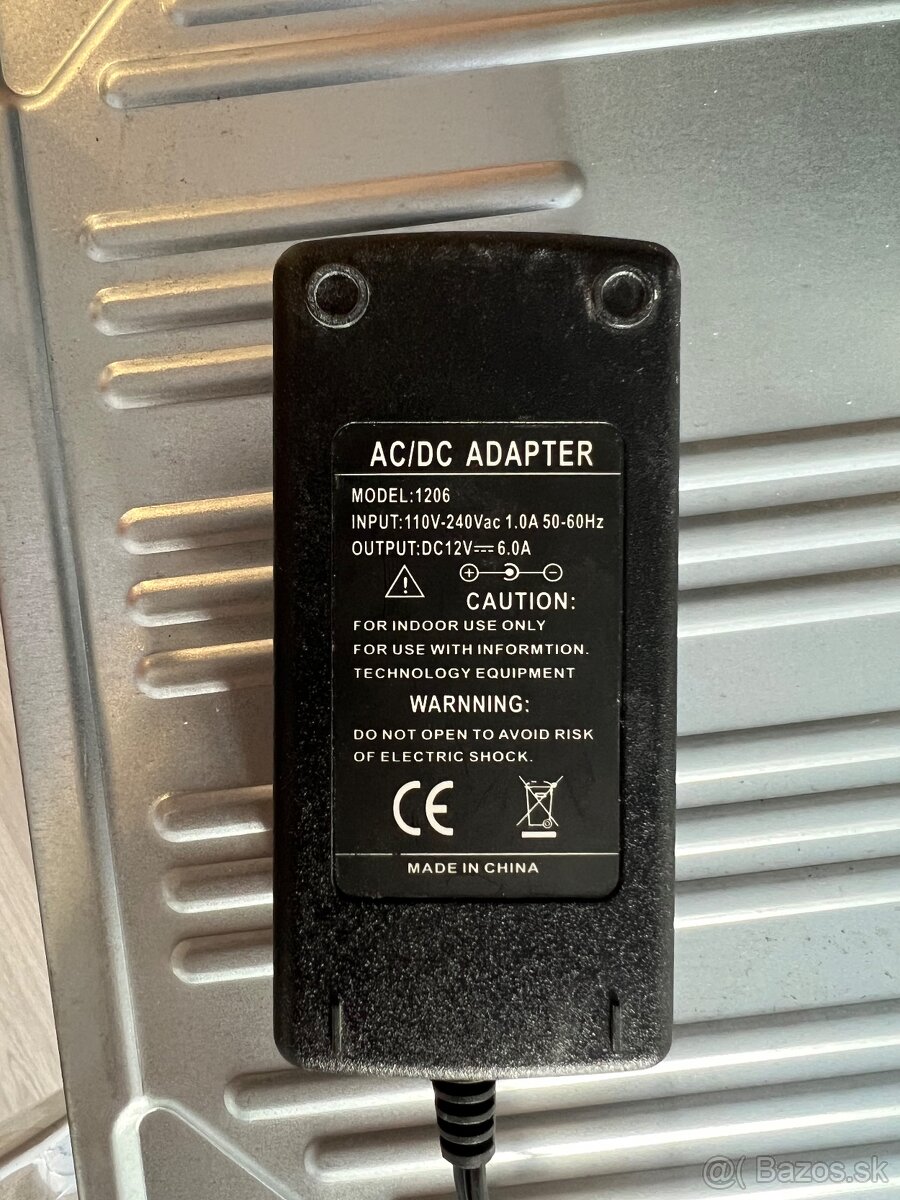 AC/DC ADAPTER
MODEL:1206
INPUT:110V-240Vac 1.0A 50-60Hz
OUTPUT:DC12V⎓6.0A
CAUTION:
FOR INDOOR USE ONLY
FOR USE WITH INFORMTION.
TECHNOLOGY EQUIPMENT
WARNNING:
DO NOT OPEN TO AVOID RISK
OF ELECTRIC SHOCK.
CE
MADE IN CHINA
@( Bazos.sk